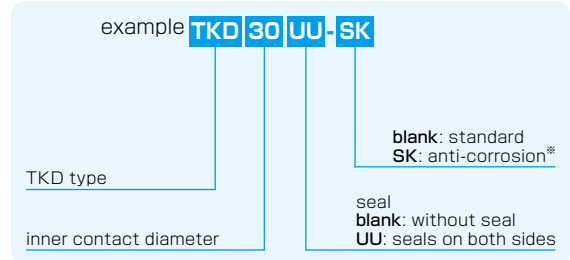 example TKD 30 UU - SK
blank: standard
SK: anti-corrosion※
TKD type
seal
blank: without seal
inner contact diameter
UU: seals on both sides